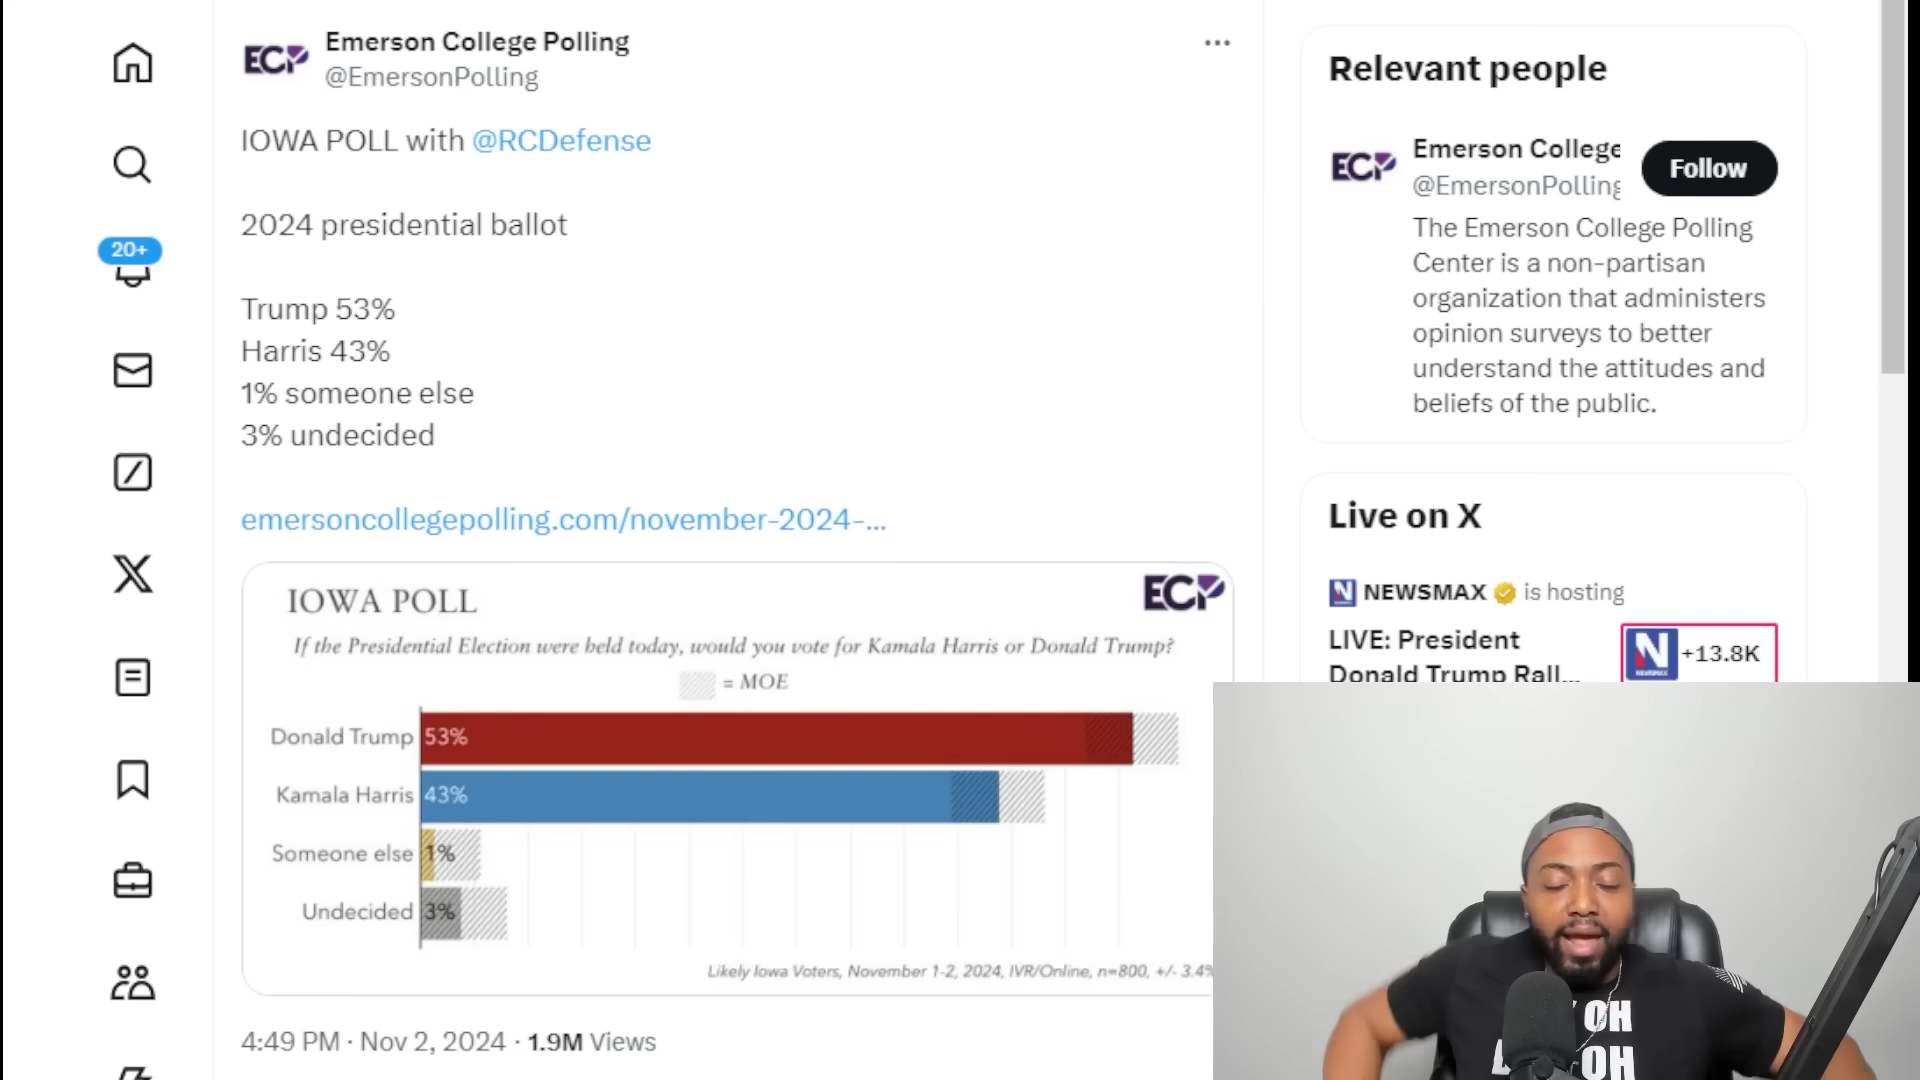 ECP
Emerson College Polling
@EmersonPolling
IOWA POLL with @RCDefense
2024 presidential ballot
Trump 53%
Harris 43%
1% someone else
3% undecided
emersoncollegepolling.com/november-2024-...
IOWA POLL
ECP
If the Presidential Election were held today, would you vote for Kamala Harris or Donald Trump?
= MOE
Donald Trump 53%
Kamala Harris 43%
Someone else 1%
Undecided 3%
Likely Iowa Voters, November 1-2, 2024, IVR/Online, n=800, +/- 3.4%
4:49 PM · Nov 2, 2024 · 1.9M Views
20+
Relevant people
ECP
Emerson College
@EmersonPolling
Follow
The Emerson College Polling
Center is a non-partisan
organization that administers
opinion surveys to better
understand the attitudes and
beliefs of the public.
Live on X
N NEWSMAX is hosting
LIVE: President
Donald Trump Rall...
N
NEWSMAX
+13.8K
OH
OH